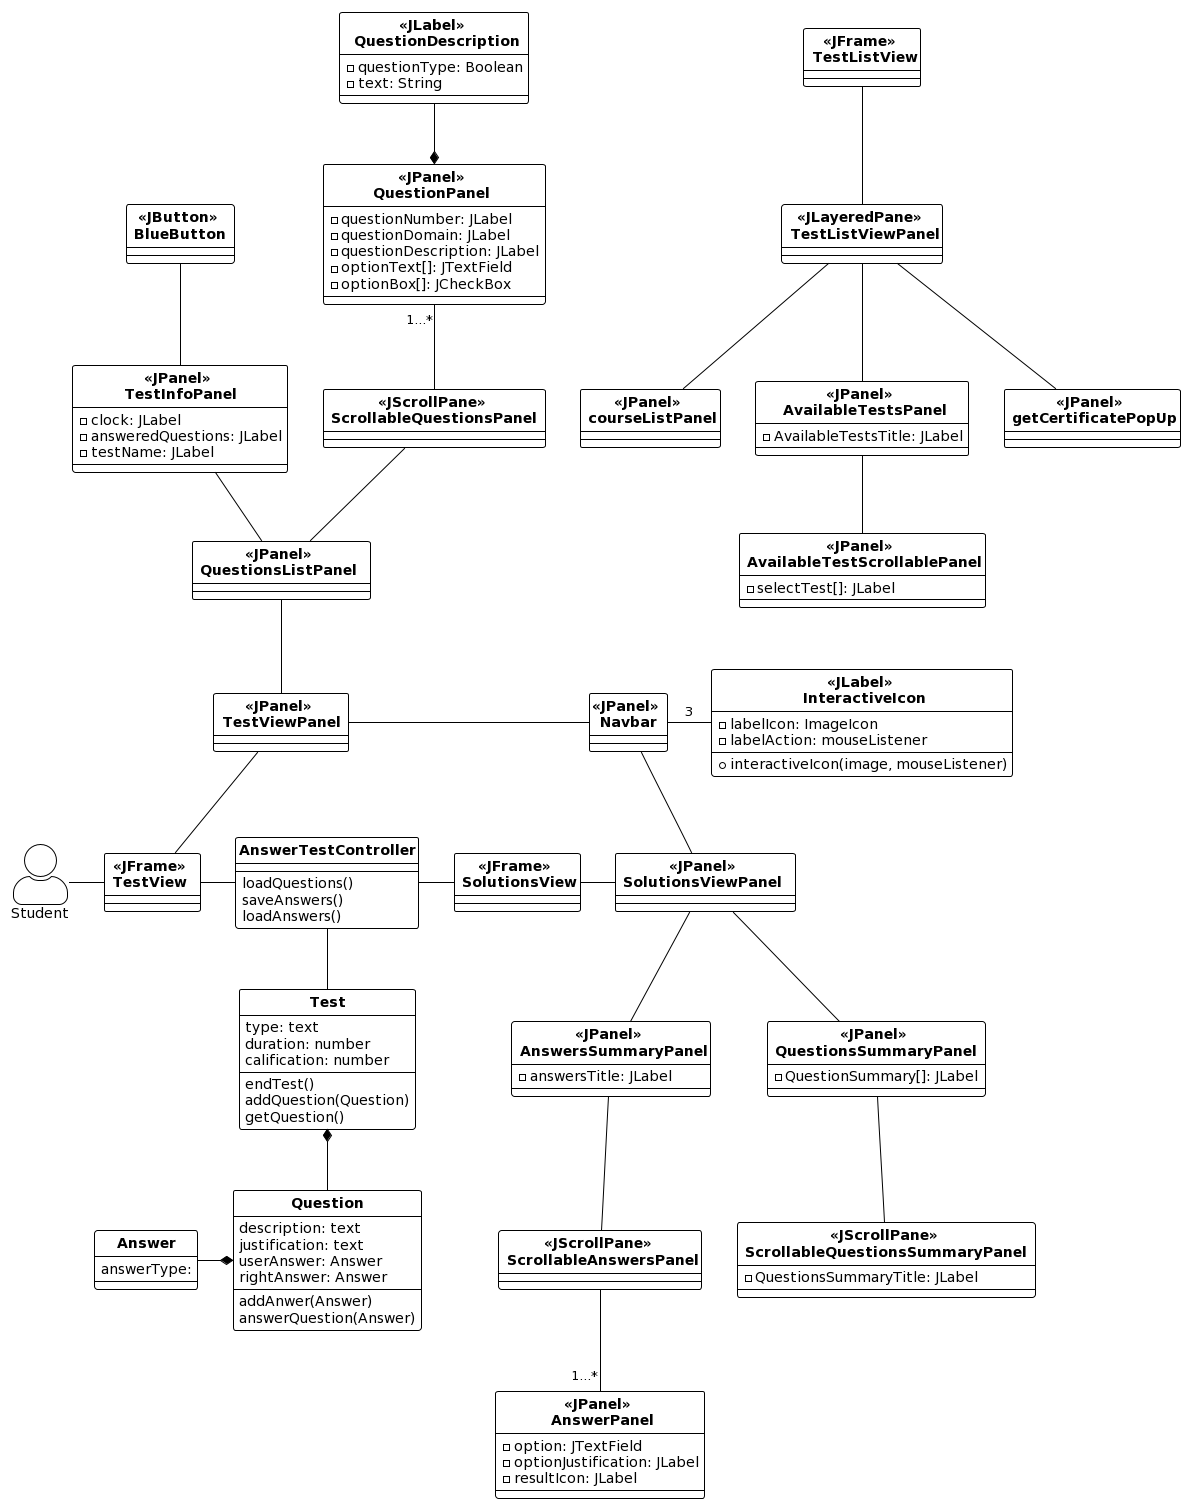 «JLabel»
QuestionDescription
questionType: Boolean
text: String
«JFrame»
TestListView
«JPanel»
QuestionPanel
questionNumber: JLabel
questionDomain: JLabel
questionDescription: JLabel
optionText[]: JTextField
optionBox[]: JCheckBox
1...*
«JButton»
BlueButton
«JLayeredPane»
TestListViewPanel
«JPanel»
TestInfoPanel
clock: JLabel
answeredQuestions: JLabel
testName: JLabel
«JScrollPane»
ScrollableQuestionsPanel
«JPanel»
courseListPanel
«JPanel»
AvailableTestsPanel
AvailableTestsTitle: JLabel
«JPanel»
getCertificatePopUp
«JPanel»
QuestionsListPanel
«JPanel»
AvailableTestScrollablePanel
selectTest[]: JLabel
«JPanel»
TestViewPanel
«JPanel»
Navbar
3
«JLabel»
InteractiveIcon
labelIcon: ImageIcon
labelAction: mouseListener
interactiveIcon(image, mouseListener)
Student
«JFrame»
TestView
AnswerTestController
loadQuestions()
saveAnswers()
loadAnswers()
«JFrame»
SolutionsView
«JPanel»
SolutionsViewPanel
Test
type: text
duration: number
calification: number
endTest()
addQuestion(Question)
getQuestion()
«JPanel»
AnswersSummaryPanel
answersTitle: JLabel
«JPanel»
QuestionsSummaryPanel
QuestionSummary[]: JLabel
Answer
answerType:
Question
description: text
justification: text
userAnswer: Answer
rightAnswer: Answer
addAnwer(Answer)
answerQuestion(Answer)
«JScrollPane»
ScrollableAnswersPanel
«JScrollPane»
ScrollableQuestionsSummaryPanel
QuestionsSummaryTitle: JLabel
1...*
«JPanel»
AnswerPanel
option: JTextField
optionJustification: JLabel
resultIcon: JLabel